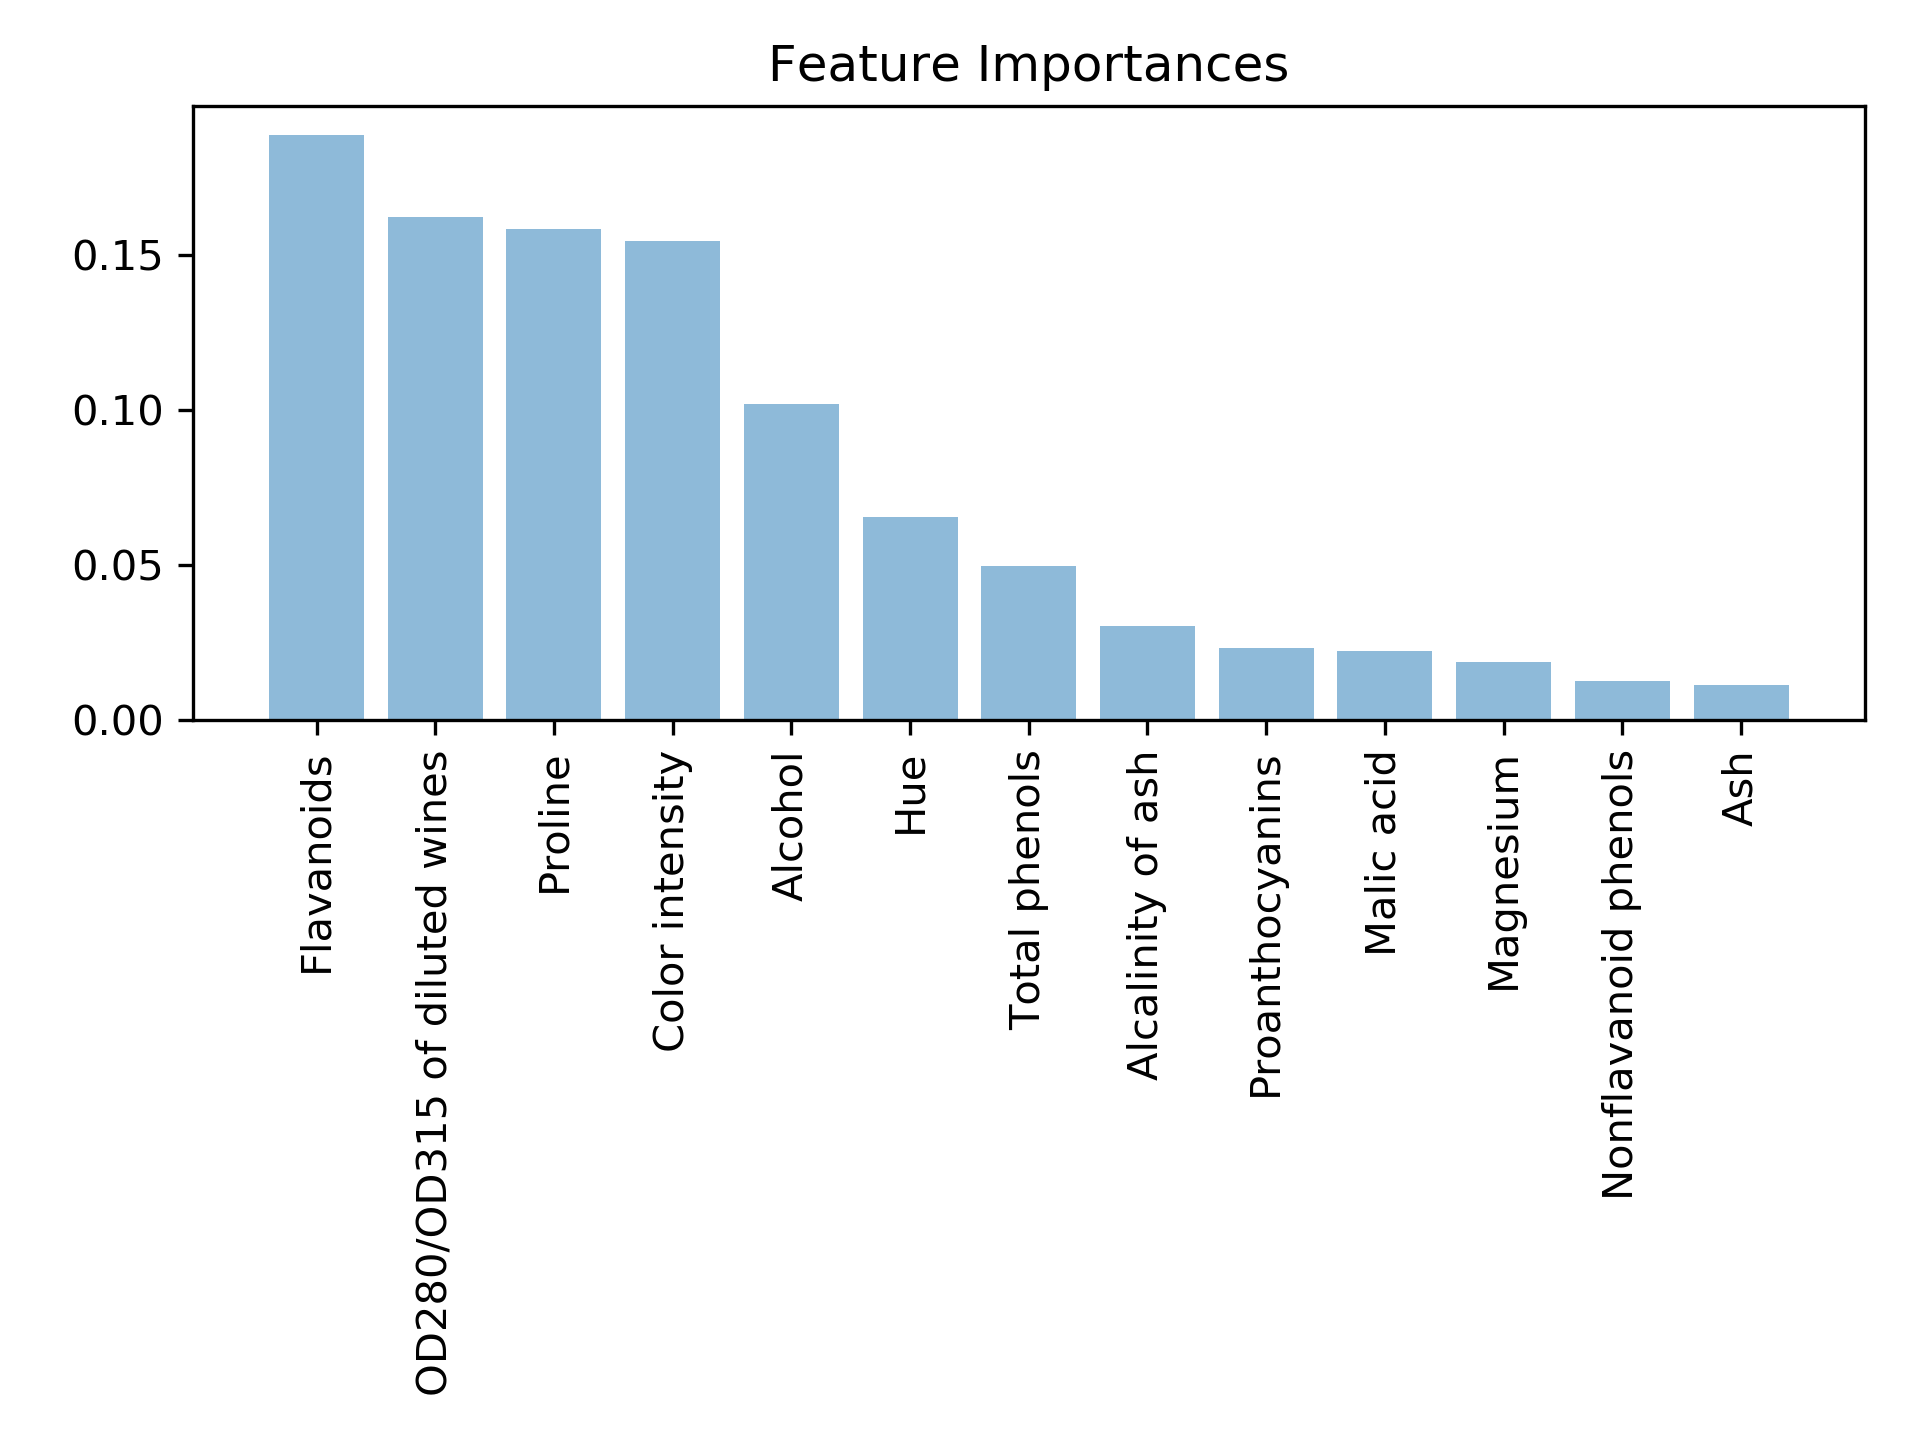 Feature Importances
0.15
0.10
0.05
0.00
Flavanoids
OD280/OD315 of diluted wines
Proline
Color intensity
Alcohol
Hue
Total phenols
Alcalinity of ash
Proanthocyanins
Malic acid
Magnesium
Nonflavanoid phenols
Ash